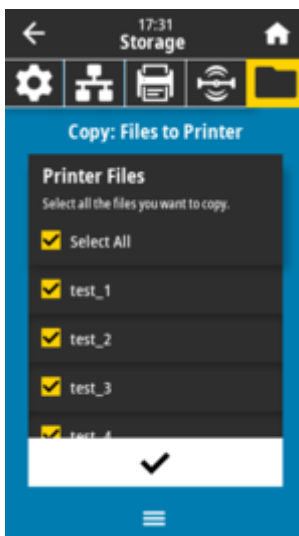 17:31
Storage
Copy: Files to Printer
Printer Files
Select all the files you want to copy.
Select All
test_1
test_2
test_3
test_4